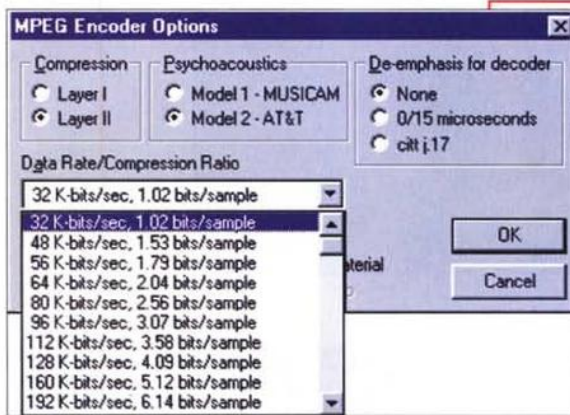 MPEG Encoder Options
Compression
Layer I
Layer II
Psychoacoustics
Model 1 - MUSICAM
Model 2 - AT&T
De-emphasis for decoder
None
0/15 microseconds
citt j.17
Data Rate/Compression Ratio
32 K-bits/sec, 1.02 bits/sample
32 K-bits/sec, 1.02 bits/sample
48 K-bits/sec, 1.53 bits/sample
56 K-bits/sec, 1.79 bits/sample
64 K-bits/sec, 2.04 bits/sample
80 K-bits/sec, 2.56 bits/sample
96 K-bits/sec, 3.07 bits/sample
112 K-bits/sec, 3.58 bits/sample
128 K-bits/sec, 4.09 bits/sample
160 K-bits/sec, 5.12 bits/sample
192 K-bits/sec, 6.14 bits/sample
OK
Cancel